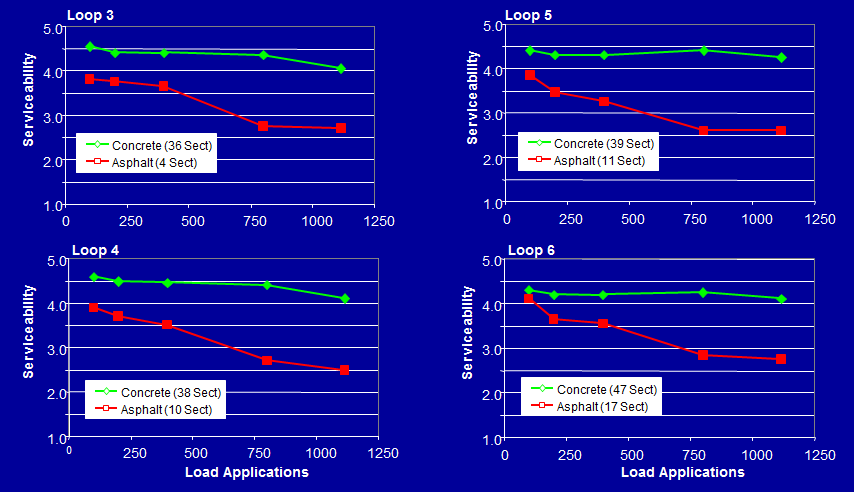 Loop 3
5.0
4.0
3.0
2.0
1.0
Serviceability
Concrete (36 Sect)
Asphalt (4 Sect)
0 250 500 750 1000 1250
Loop 5
5.0
4.0
3.0
2.0
1.0
Serviceability
Concrete (39 Sect)
Asphalt (11 Sect)
0 250 500 750 1000 1250
Loop 4
5.0
4.0
3.0
2.0
1.0
Serviceability
Concrete (38 Sect)
Asphalt (10 Sect)
0 250 500 750 1000 1250
Load Applications
Loop 6
5.0
4.0
3.0
2.0
1.0
Serviceability
Concrete (47 Sect)
Asphalt (17 Sect)
0 250 500 750 1000 1250
Load Applications